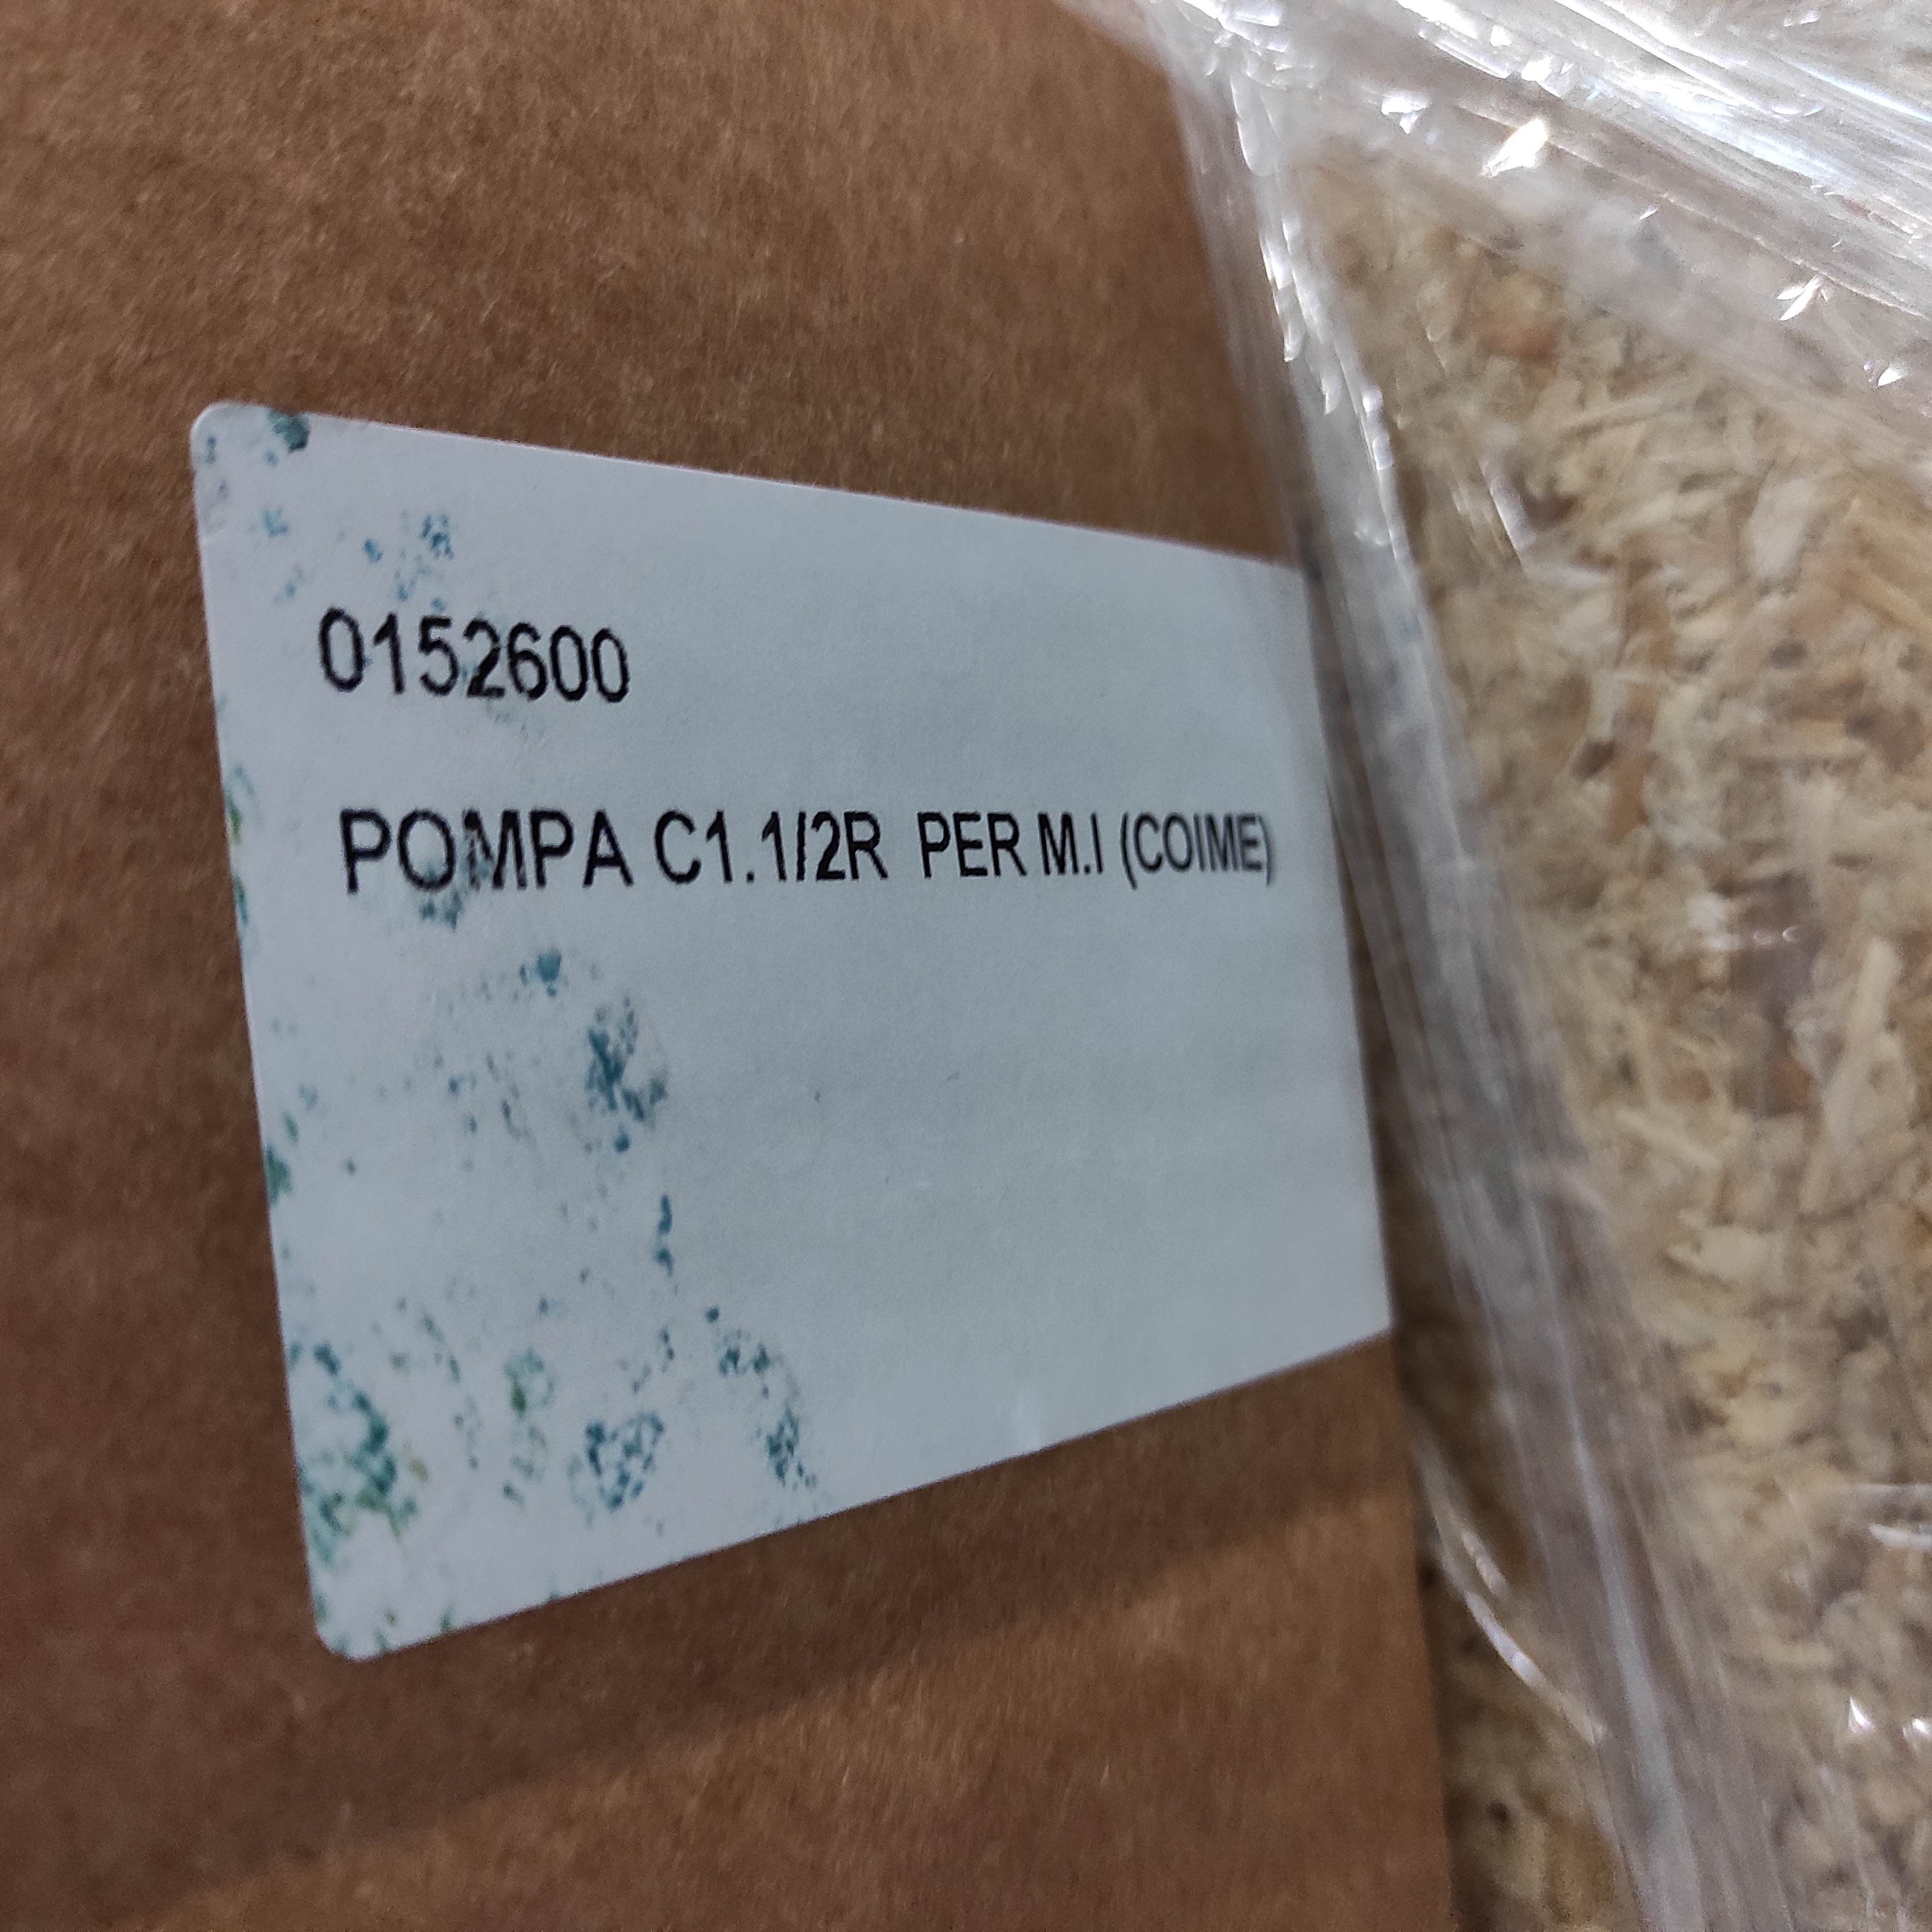 0152600
POMPA C1.1/2R PER M.I (COIME)